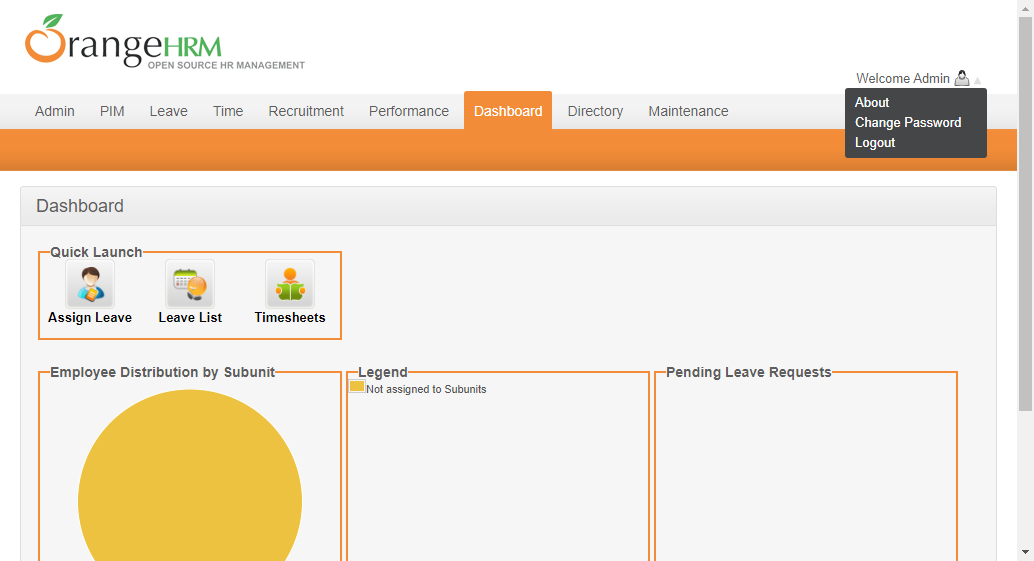 OrangeHRM
OPEN SOURCE HR MANAGEMENT
Welcome Admin
Admin PIM Leave Time Recruitment Performance Dashboard Directory Maintenance
About
Change Password
Logout
Dashboard
Quick Launch
Assign Leave Leave List Timesheets
Employee Distribution by Subunit Legend Pending Leave Requests
Not assigned to Subunits